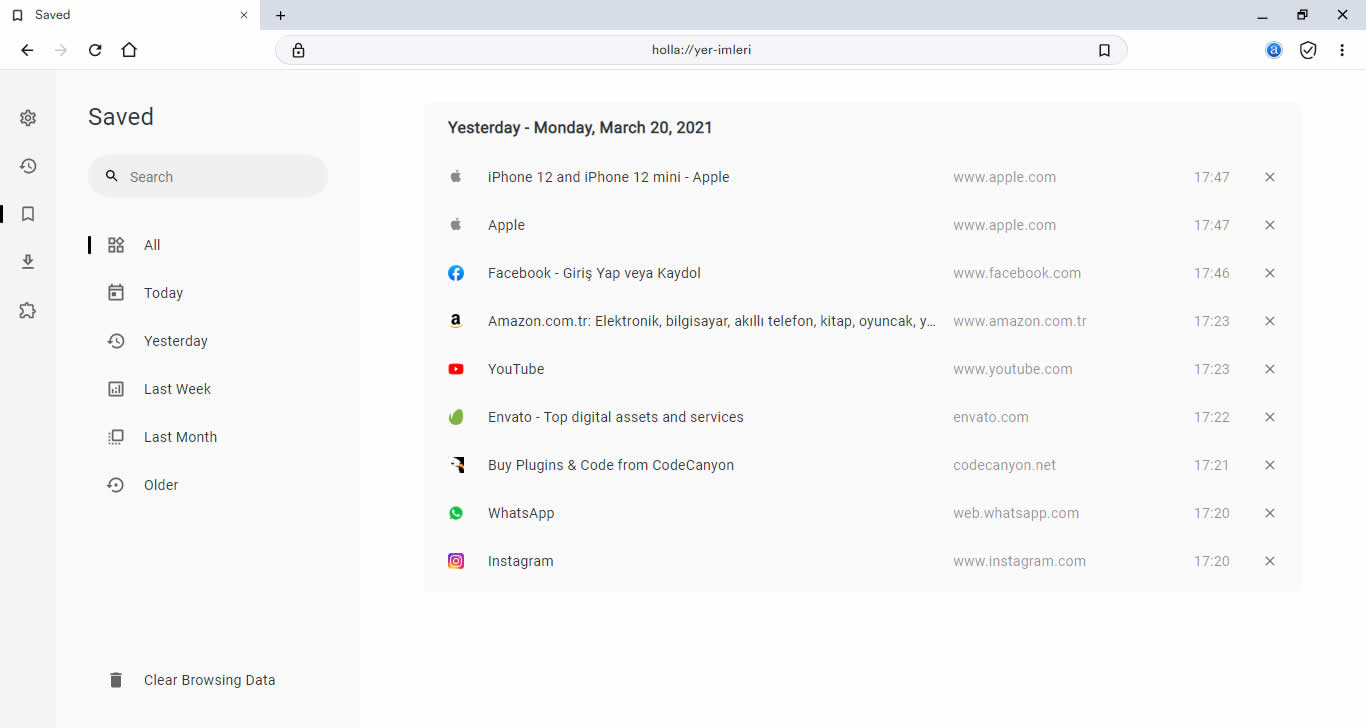 Saved
holla://yer-imleri
a
Saved
Search
All
Today
Yesterday
Last Week
Last Month
Older
Clear Browsing Data
Yesterday - Monday, March 20, 2021
iPhone 12 and iPhone 12 mini - Apple www.apple.com 17:47
Apple www.apple.com 17:47
Facebook - Giriş Yap veya Kaydol www.facebook.com 17:46
a Amazon.com.tr: Elektronik, bilgisayar, akıllı telefon, kitap, oyuncak, y... www.amazon.com.tr 17:23
YouTube www.youtube.com 17:23
Envato - Top digital assets and services envato.com 17:22
Buy Plugins & Code from CodeCanyon codecanyon.net 17:21
WhatsApp web.whatsapp.com 17:20
Instagram www.instagram.com 17:20